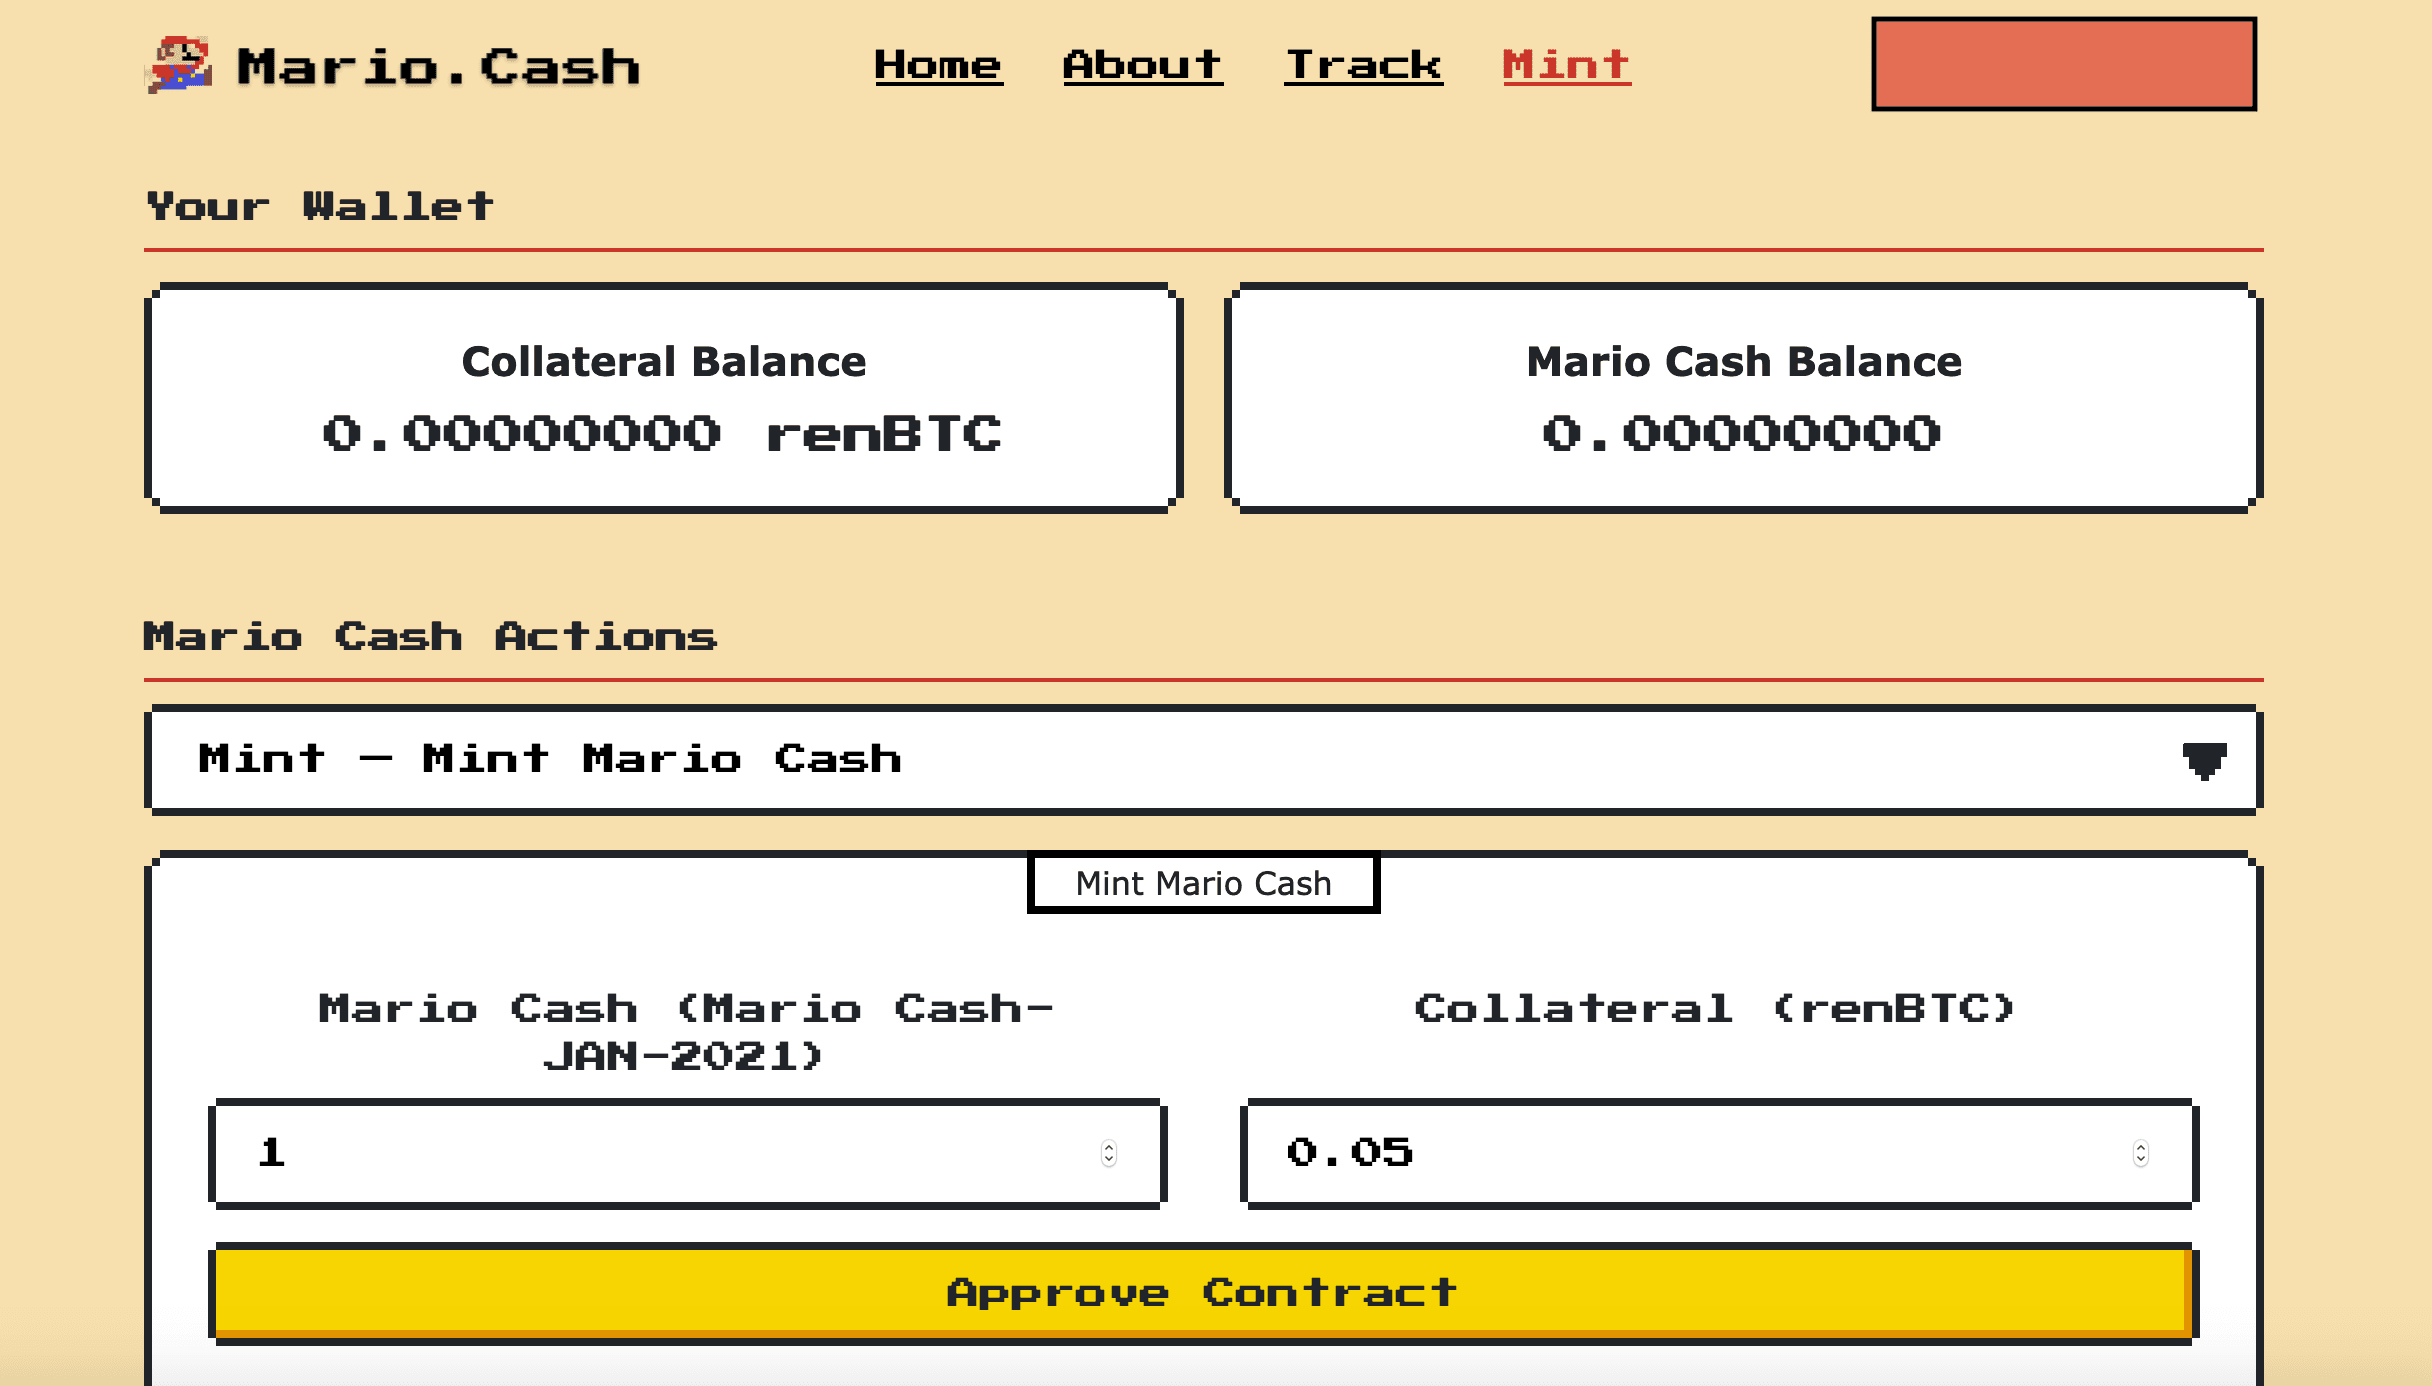 Mario.Cash
Home About Track Mint
Your Wallet
Collateral Balance
0.00000000 renBTC
Mario Cash Balance
0.00000000
Mario Cash Actions
Mint — Mint Mario Cash
Mint Mario Cash
Mario Cash (Mario Cash-
JAN-2021)
1
Collateral (renBTC)
0.05
Approve Contract